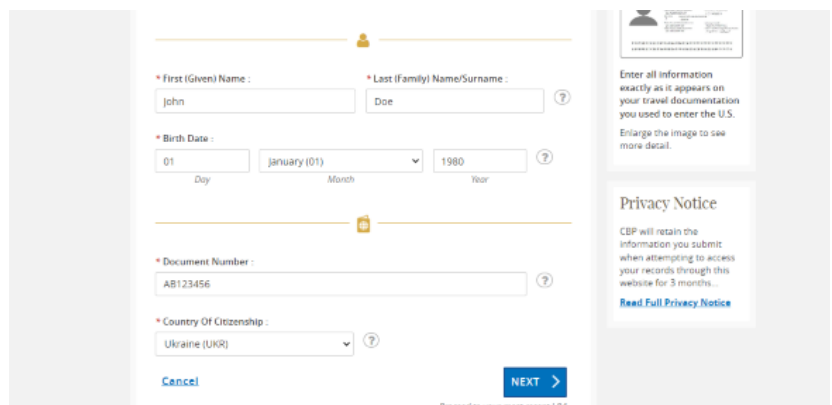 * First (Given) Name :
* Last (Family) Name/Surname :
John
Doe
?
* Birth Date :
01
January (01)
1980
?
Day
Month
Year
* Document Number :
AB123456
?
* Country Of Citizenship :
Ukraine (UKR)
?
Cancel
NEXT
Enter all information
exactly as it appears on
your travel documentation
you used to enter the U.S.
Enlarge the image to see
more detail.
Privacy Notice
CBP will retain the
information you submit
when attempting to access
your records through this
website for 3 months...
Read Full Privacy Notice